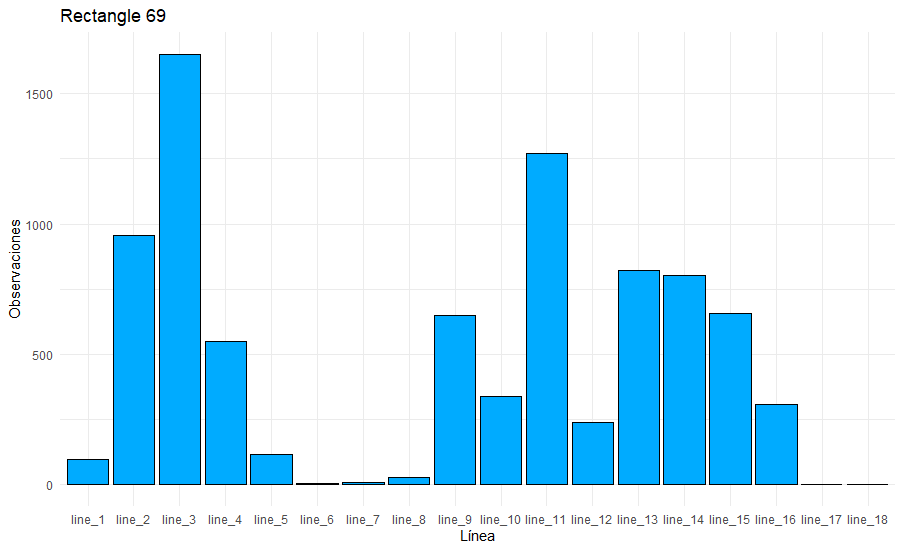 Rectangle 69
Observaciones
1500
1000
500
0
line_1 line_2 line_3 line_4 line_5 line_6 line_7 line_8 line_9 line_10 line_11 line_12 line_13 line_14 line_15 line_16 line_17 line_18
Línea